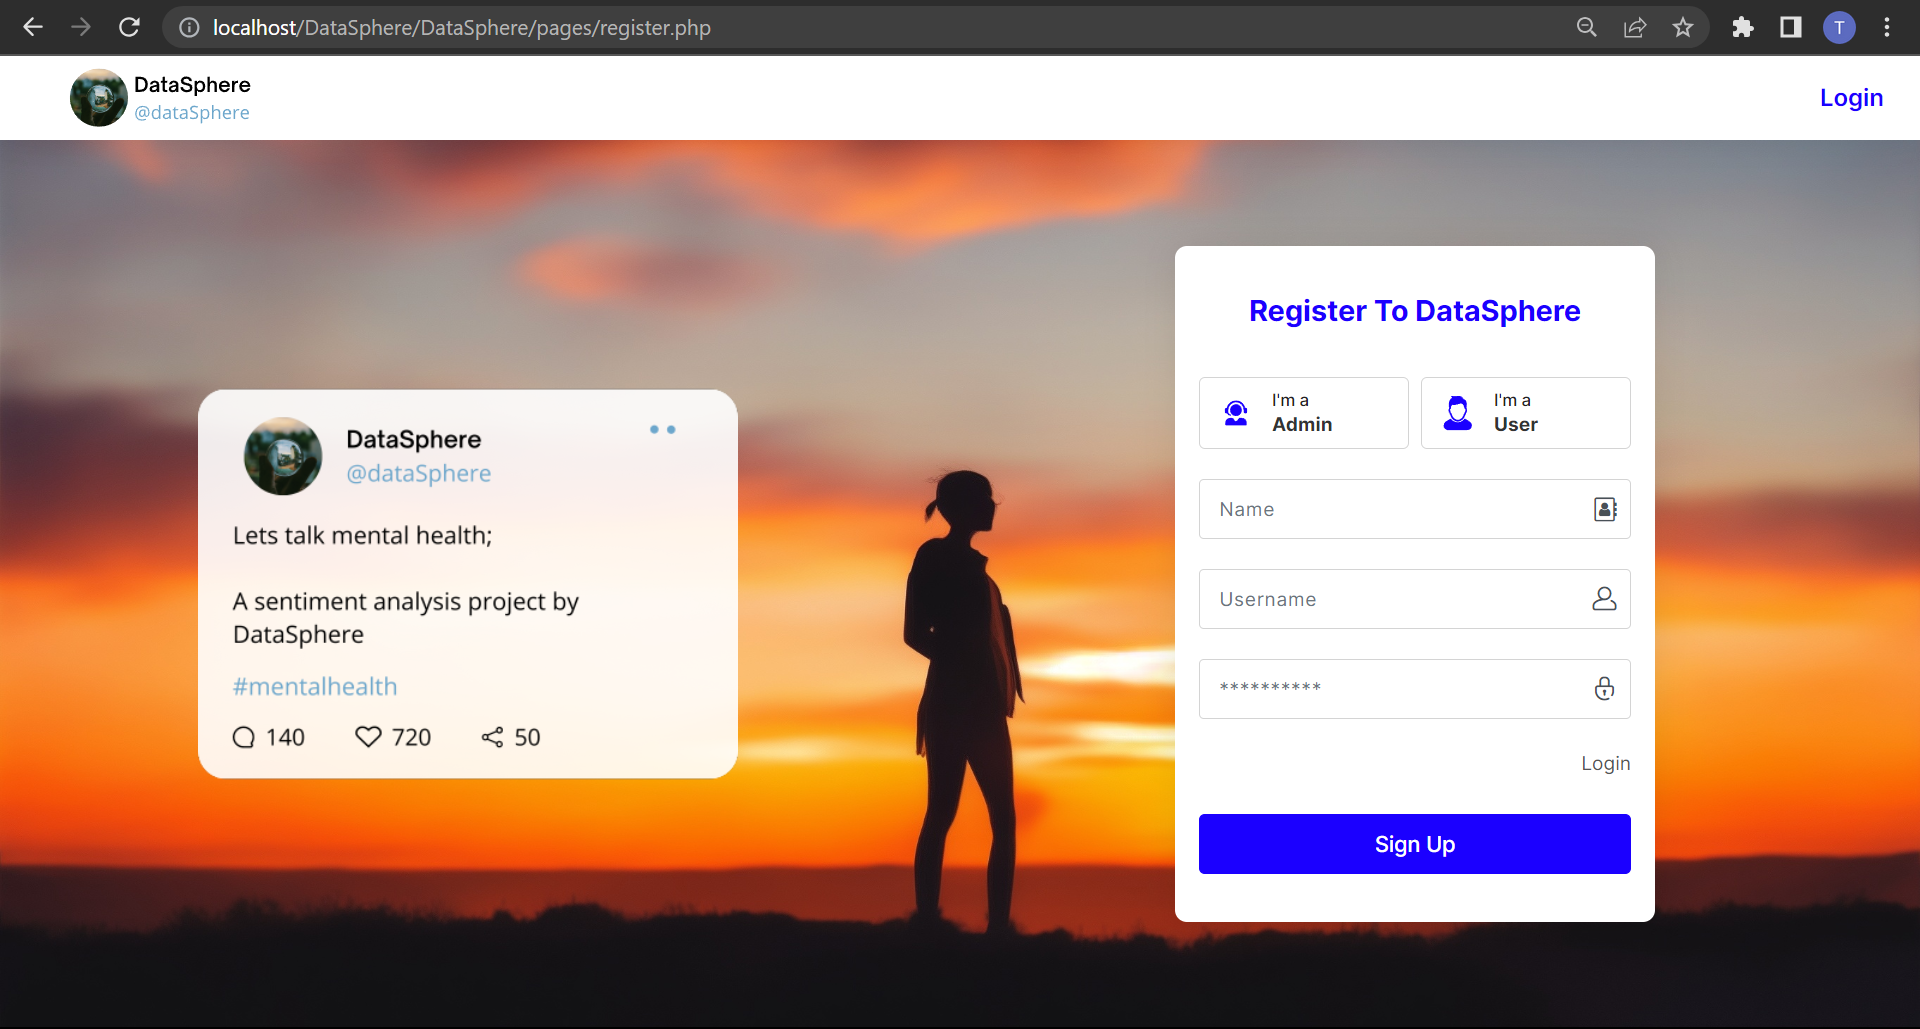 localhost/DataSphere/DataSphere/pages/register.php
T
DataSphere
@dataSphere
Login
DataSphere
@dataSphere
Lets talk mental health;
A sentiment analysis project by
DataSphere
#mentalhealth
140 720 50
Register To DataSphere
I'm a
Admin
I'm a
User
Name
Username
**********
Login
Sign Up